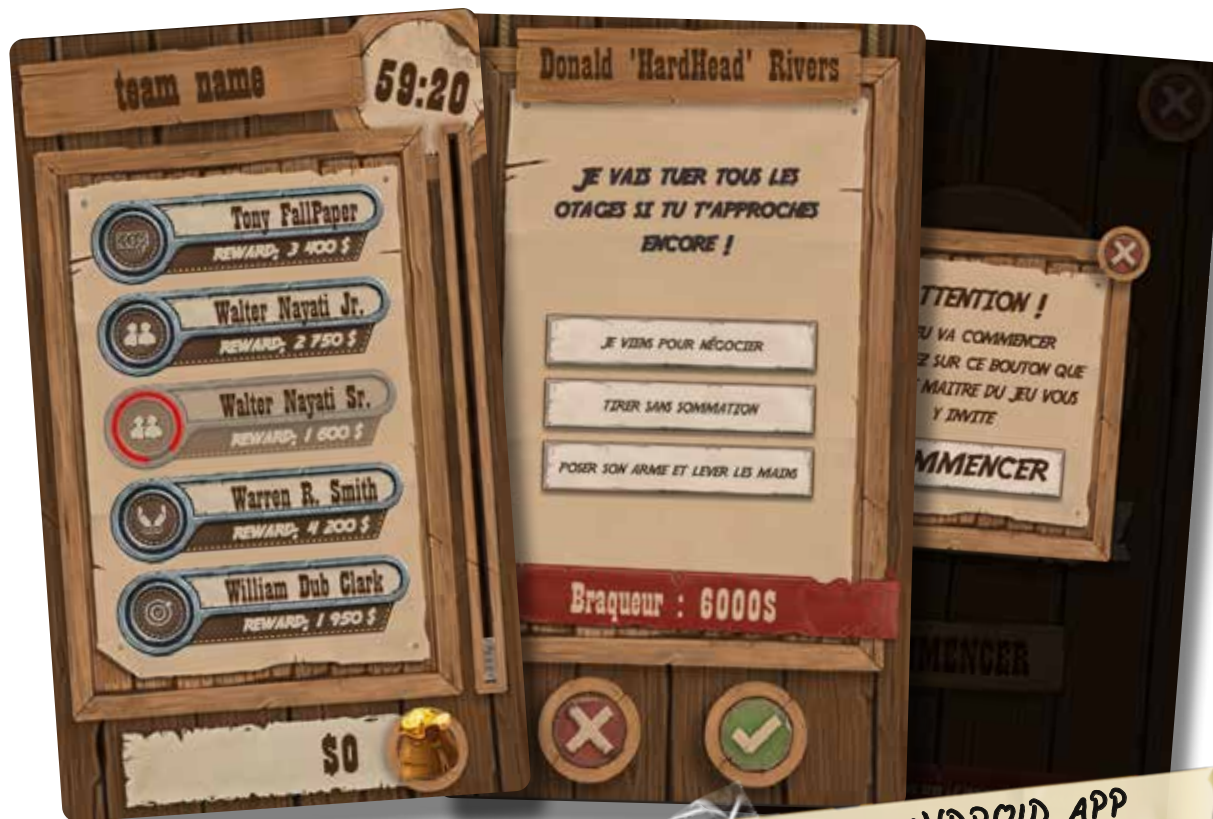 team name
59:20
Tony FallPaper
REWARD: 3 400 $
Walter Nayati Jr.
REWARD: 2 750 $
Walter Nayati Sr.
REWARD: 1 600 $
Warren R. Smith
REWARD: 4 200 $
William Dub Clark
REWARD: 1 950 $
$0
Donald 'HardHead' Rivers
JE VAIS TUER TOUS LES
OTAGES SI TU T'APPROCHES
ENCORE !
JE VIENS POUR NÉGOCIER
TIRER SANS SOMMATION
POSER SON ARME ET LEVER LES MAINS
Braqueur : 6000$
TTENTION !
EU VA COMMENCER
EZ SUR CE BOUTON QUE
MAITRE DU JEU VOUS
Y INVITE
MMENCER
MENCER
NDROID APP